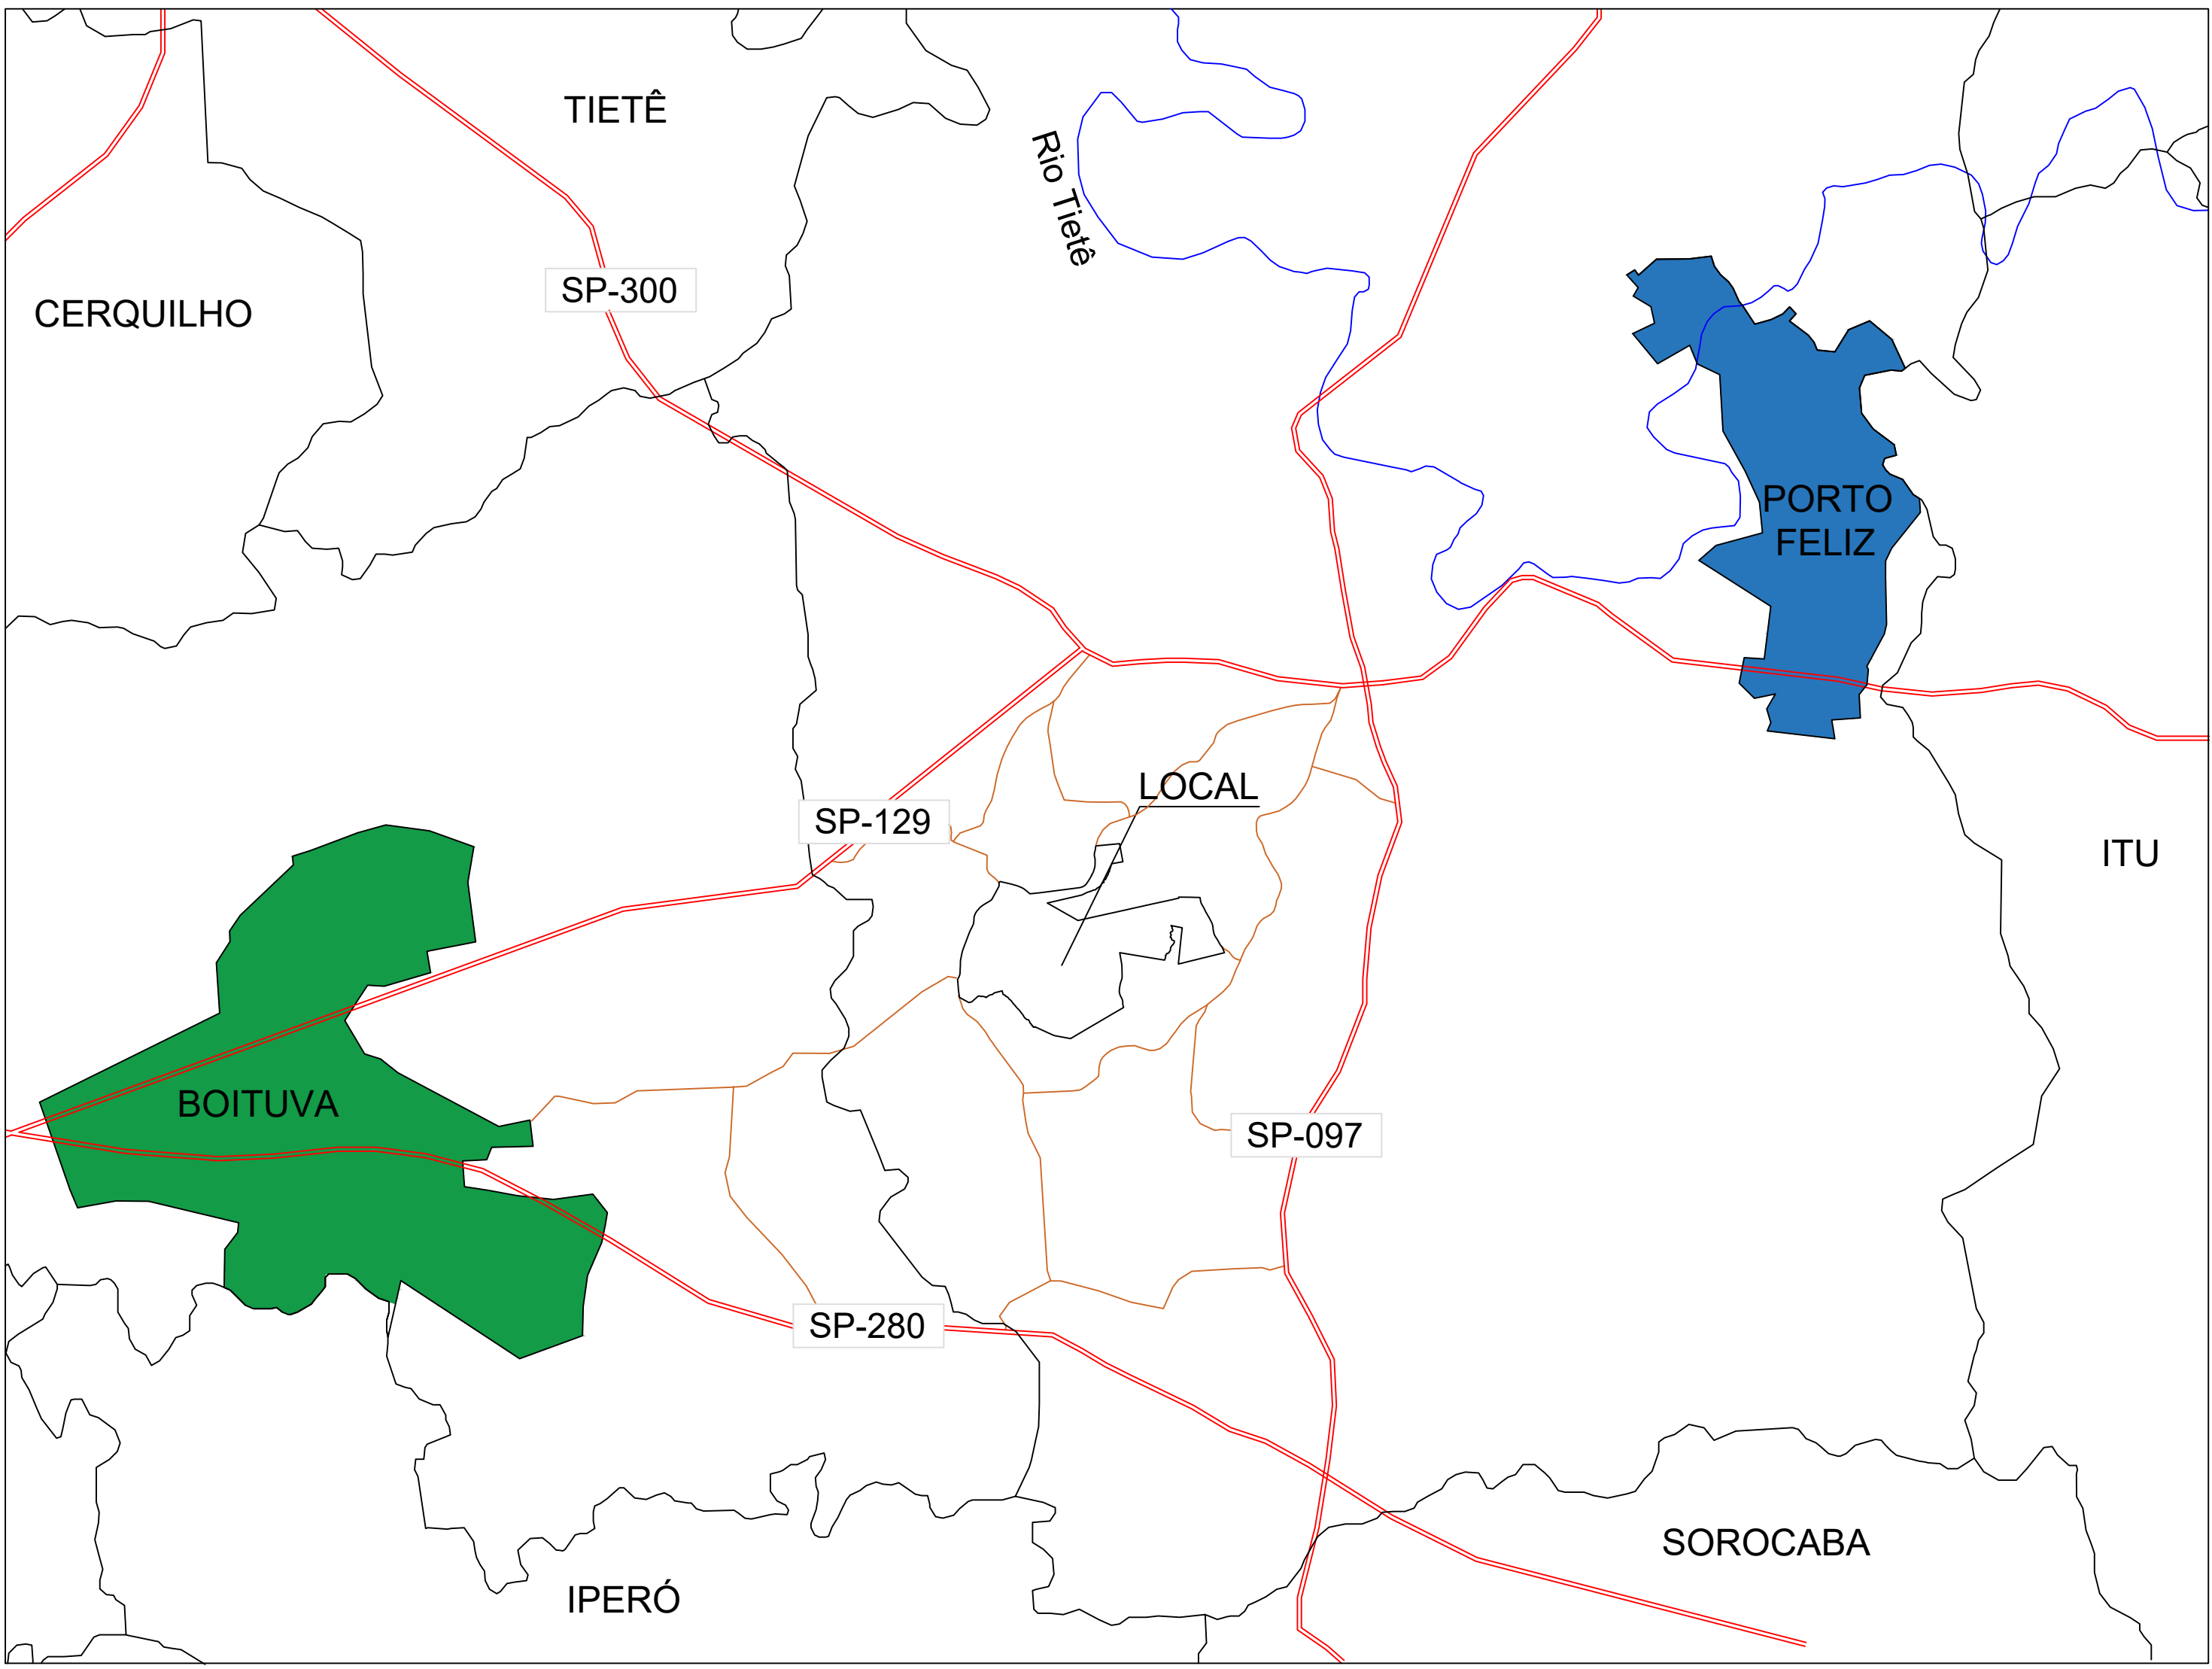 TIETÊ
Rio Tietê
SP-300
CERQUILHO
PORTO
FELIZ
LOCAL
SP-129
ITU
BOITUVA
SP-097
SP-280
SOROCABA
IPERÓ